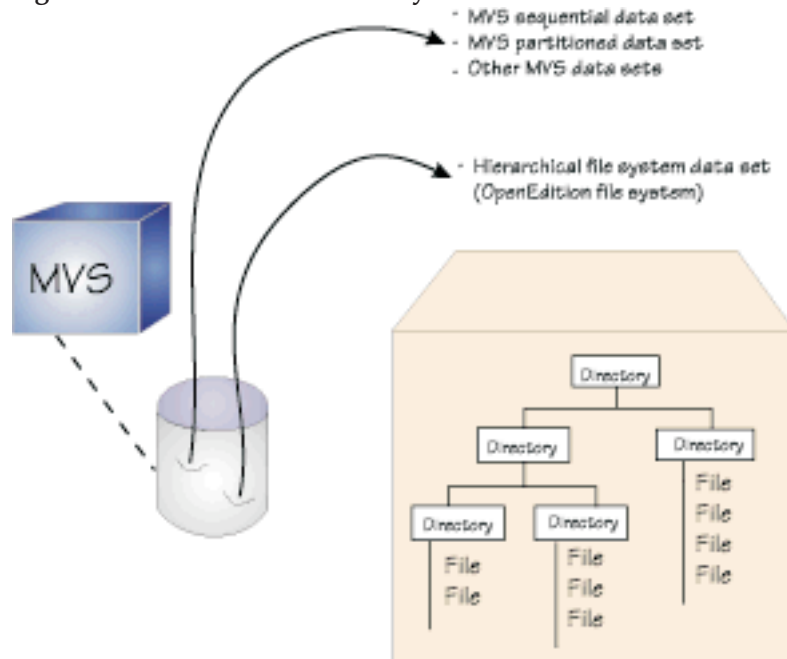 - MVS sequential data set
- MVS partitioned data set
- Other MVS data sets
- Hierarchical file system data set
(OpenEdition file system)
MVS
Directory
Directory
Directory
Directory
Directory
File
File
File
File
File
File
File
File
File